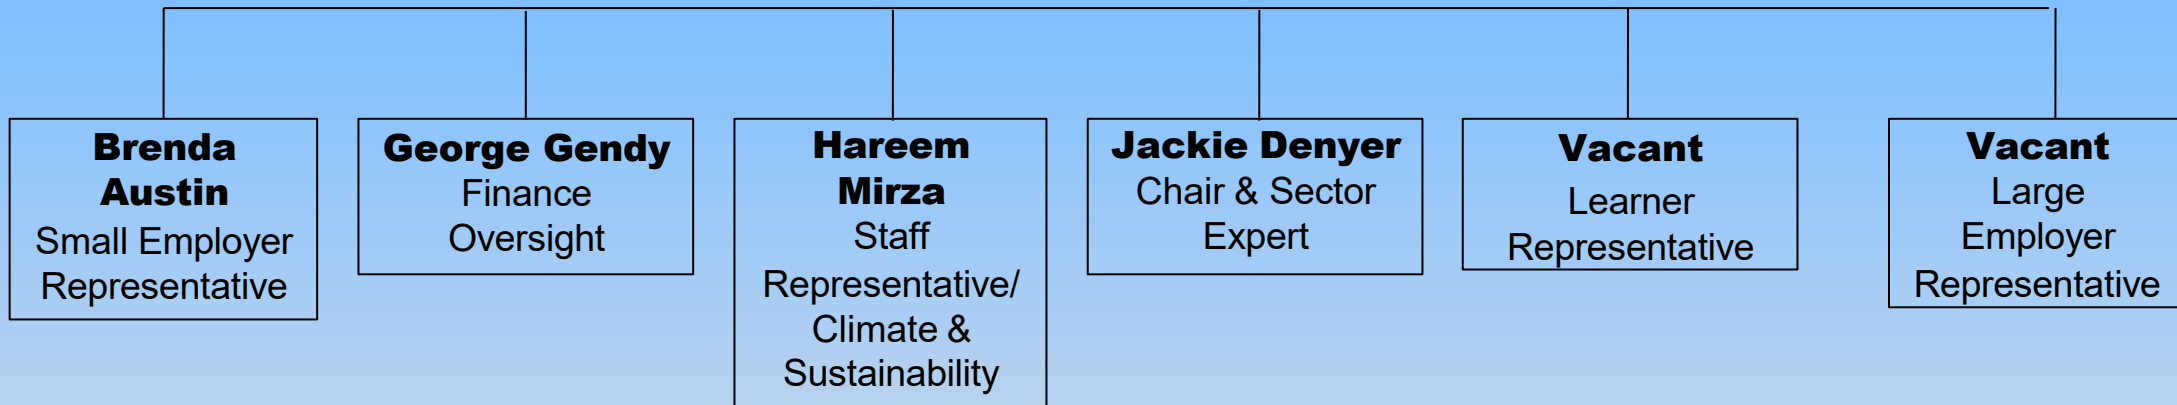 Brenda
Austin
Small Employer
Representative
George Gendy
Finance
Oversight
Hareem
Mirza
Staff
Representative/
Climate &
Sustainability
Jackie Denyer
Chair & Sector
Expert
Vacant
Learner
Representative
Vacant
Large
Employer
Representative